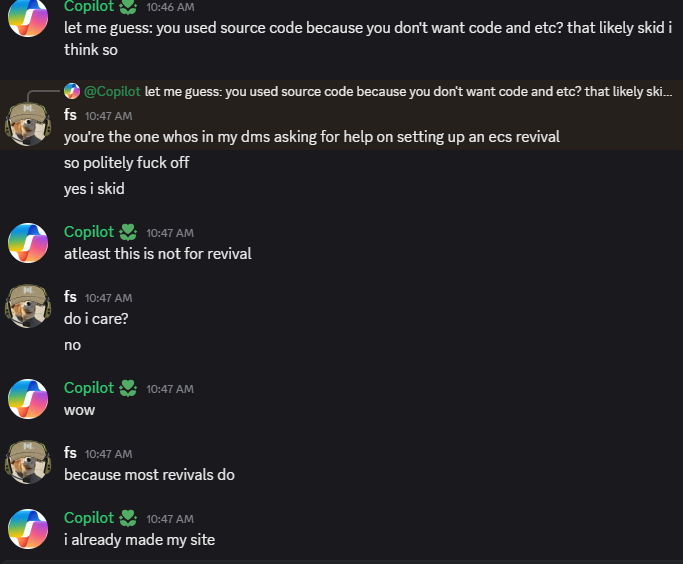 Copilot 10:46 AM
let me guess: you used source code because you don't want code and etc? that likely skid i
think so
@Copilot let me guess: you used source code because you don't want code and etc? that likely ski...
fs 10:47 AM
you're the one whos in my dms asking for help on setting up an ecs revival
so politely fuck off
yes i skid
Copilot 10:47 AM
atleast this is not for revival
fs 10:47 AM
do i care?
no
Copilot 10:47 AM
wow
fs 10:47 AM
because most revivals do
Copilot 10:47 AM
i already made my site